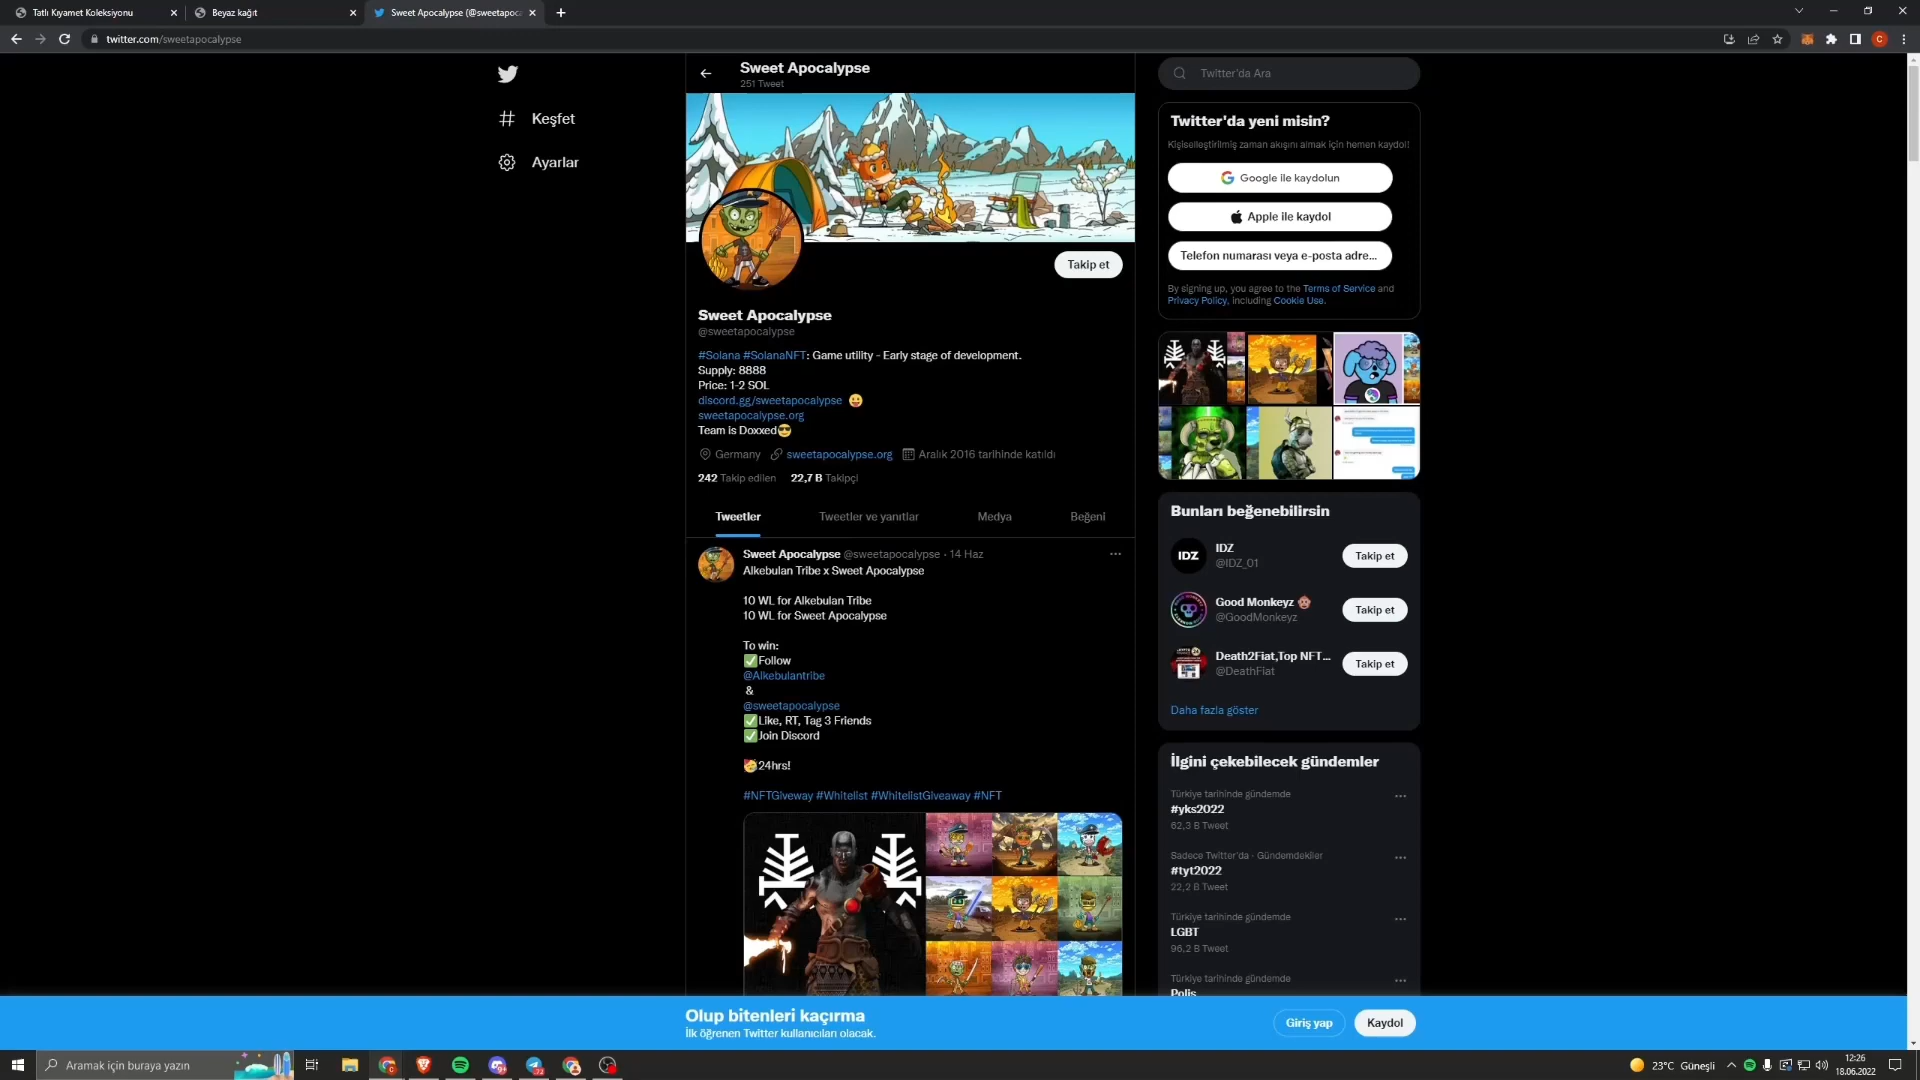 Tatlı Kıyamet Koleksiyonu
Beyaz kağıt
Sweet Apocalypse (@sweetapoca
twitter.com/sweetapocalypse
C
Keşfet
Ayarlar
Sweet Apocalypse
251 Tweet
Takip et
Sweet Apocalypse
@sweetapocalypse
#Solana #SolanaNFT: Game utility - Early stage of development.
Supply: 8888
Price: 1-2 SOL
discord.gg/sweetapocalypse 😛
sweetapocalypse.org
Team is Doxxed😎
Germany sweetapocalypse.org Aralık 2016 tarihinde katıldı
242 Takip edilen 22,7 B Takipçi
Tweetler Tweetler ve yanıtlar Medya Beğeni
Sweet Apocalypse @sweetapocalypse · 14 Haz
Alkebulan Tribe x Sweet Apocalypse
10 WL for Alkebulan Tribe
10 WL for Sweet Apocalypse
To win:
✅Follow
@Alkebulantribe
&
@sweetapocalypse
✅Like, RT, Tag 3 Friends
✅Join Discord
🥳24hrs!
#NFTGiveway #Whitelist #WhitelistGiveaway #NFT
Twitter'da Ara
Twitter'da yeni misin?
Kişiselleştirilmiş zaman akışını almak için hemen kaydol!
Google ile kaydolun
Apple ile kaydol
Telefon numarası veya e-posta adre...
By signing up, you agree to the Terms of Service and
Privacy Policy, including Cookie Use.
Bunları beğenebilirsin
IDZ
IDZ
@IDZ_01
Takip et
Good Monkeyz 🐵
@GoodMonkeyz
Takip et
Death2Fiat,Top NFT...
@DeathFiat
Takip et
Daha fazla göster
İlgini çekebilecek gündemler
Türkiye tarihinde gündemde
#yks2022
62,3 B Tweet
Sadece Twitter'da · Gündemdekiler
#tyt2022
22,2 B Tweet
Türkiye tarihinde gündemde
LGBT
96,2 B Tweet
Türkiye tarihinde gündemde
Polis
Olup bitenleri kaçırma
İlk öğrenen Twitter kullanıcıları olacak.
Giriş yap
Kaydol
Aramak için buraya yazın
23°C Güneşli
12:26
18.06.2022